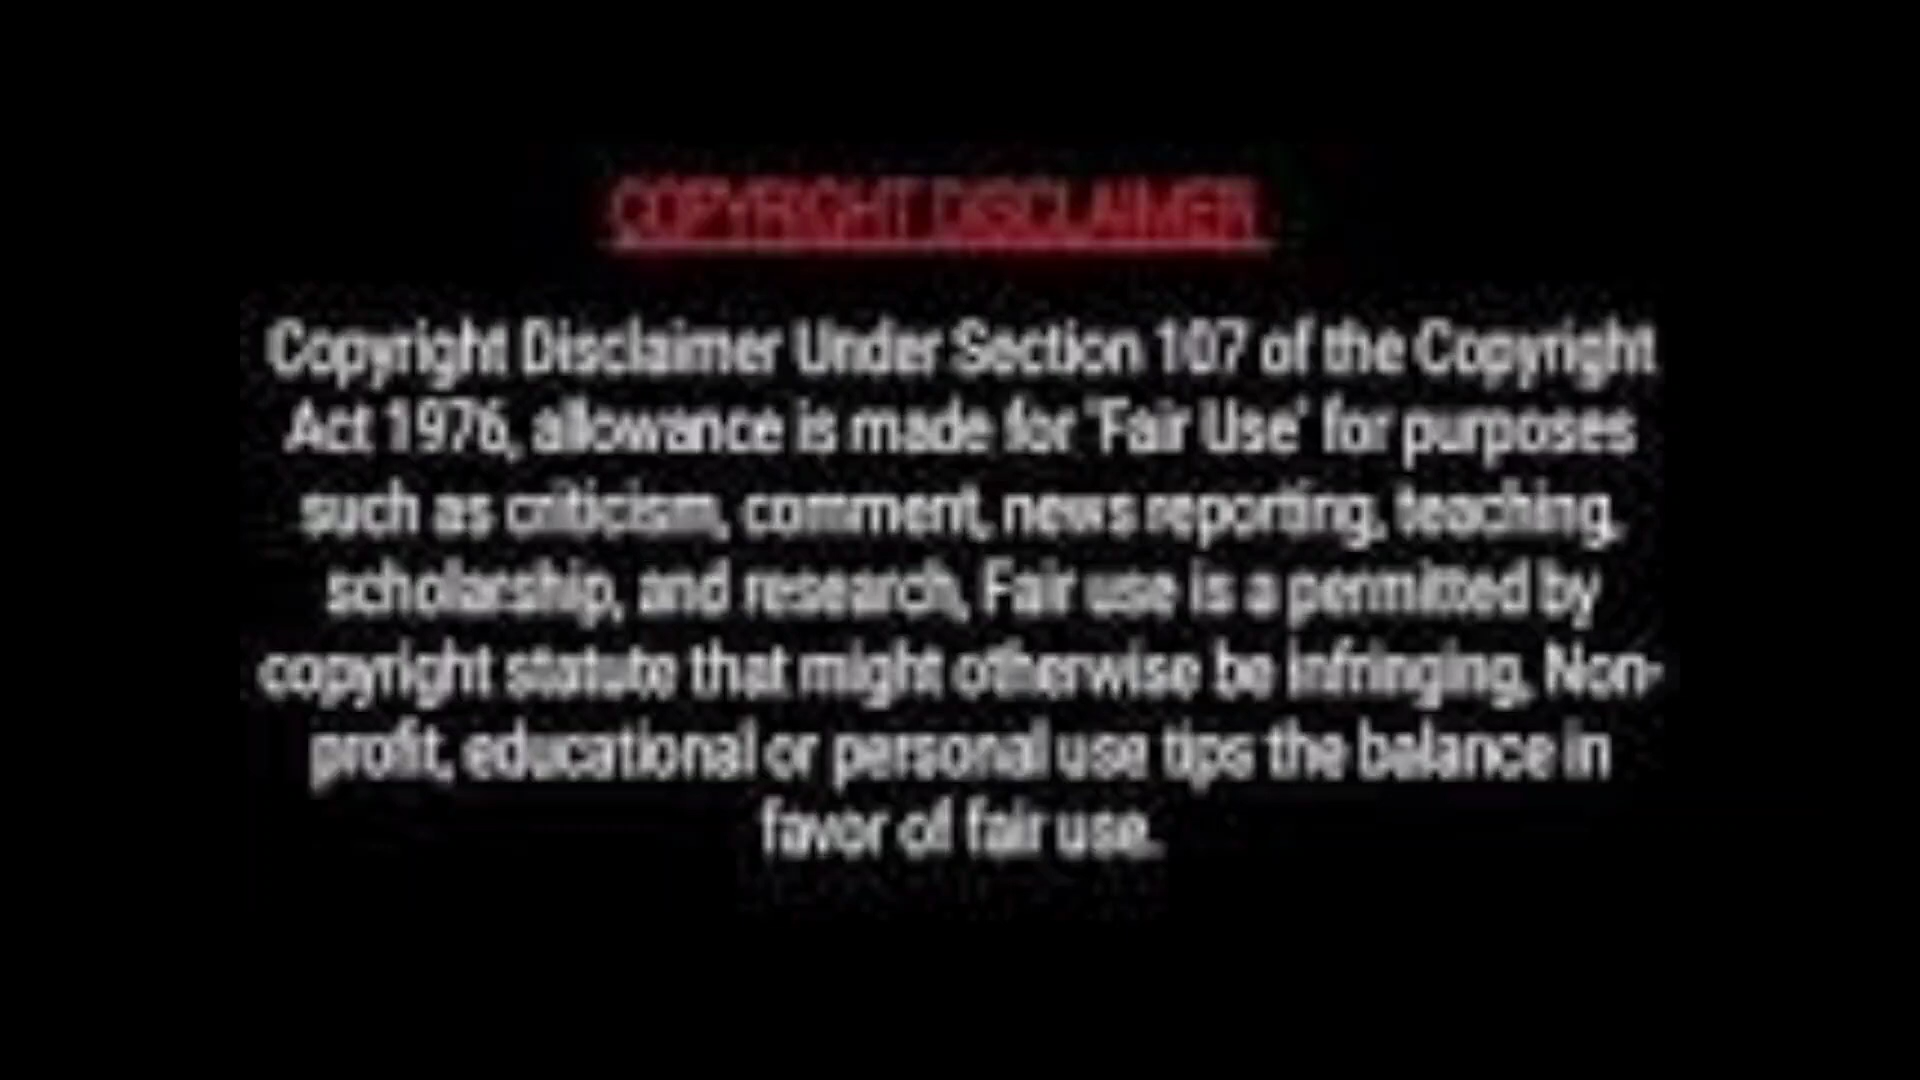 COPYRIGHT DISCLAIMER
Copyright Disclaimer Under Section 107 of the Copyright
Act 1976, allowance is made for "Fair Use" for purposes
such as criticism, comment, news reporting, teaching,
scholarship, and research, Fair use is a permitted by
copyright statute that might otherwise be infringing, Non-
profit, educational or personal use tips the balance in
favor of fair use.